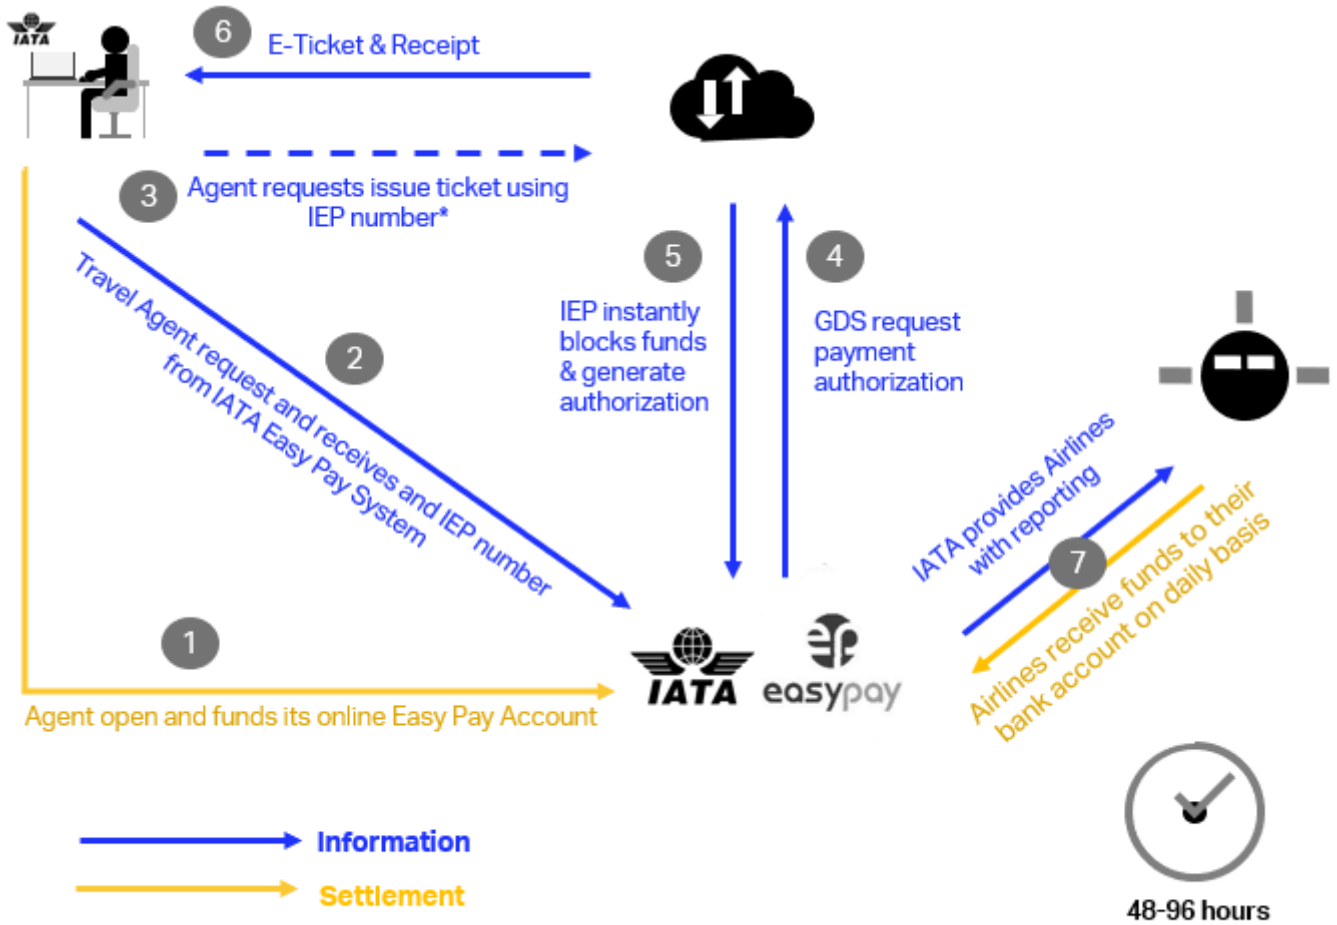 IATA
6
E-Ticket & Receipt
3
Agent requests issue ticket using
IEP number*
2
Travel Agent request and receives and IEP number
from IATA Easy Pay System
5
IEP instantly
blocks funds
& generate
authorization
4
GDS request
payment
authorization
1
Agent open and funds its online Easy Pay Account
IATA
ep
easypay
IATA provides Airlines
with reporting
7
Airlines receive funds to their
bank account on daily basis
Information
Settlement
48-96 hours